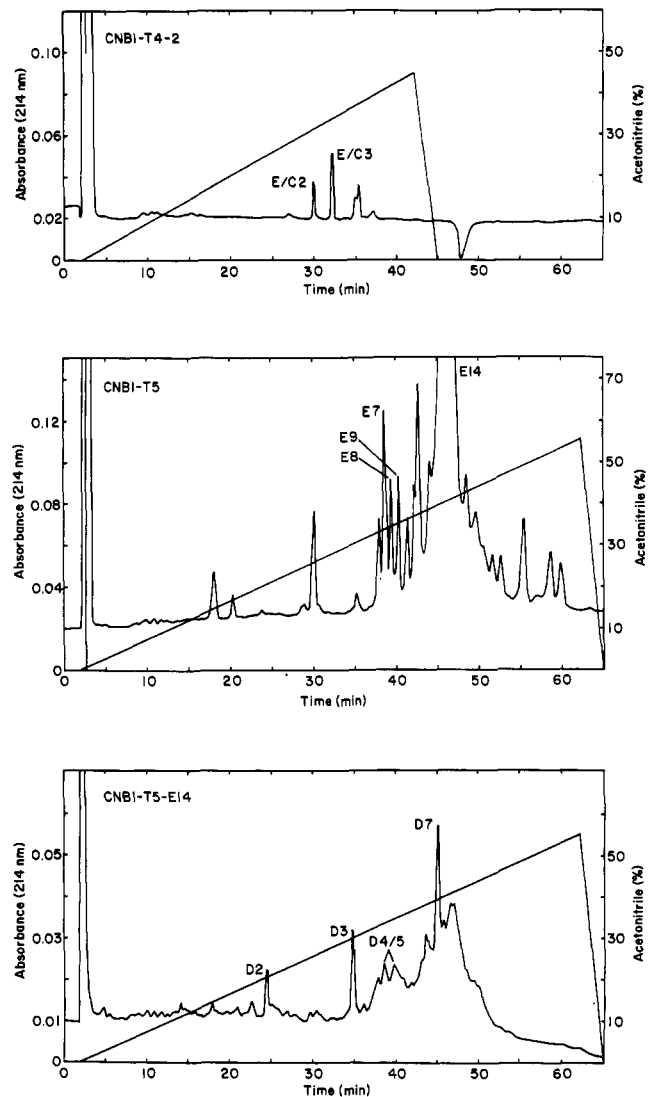 CNBI-T4-2
0.10
0.06
0.02
0
Absorbance (214 nm)
50
30
10
Acetonitrile (%)
E/C2
E/C3
0 10 20 30 40 50 60
Time (min)
CNBI-T5
0.12
0.08
0.04
0
Absorbance (214 nm)
70
50
30
10
Acetonitrile (%)
E7
E9
E8
E14
0 10 20 30 40 50 60
Time (min)
CNBI-T5-E14
0.05
0.03
0.01
0
Absorbance (214 nm)
50
30
10
Acetonitrile (%)
D2
D3
D4/5
D7
0 10 20 30 40 50 60
Time (min)